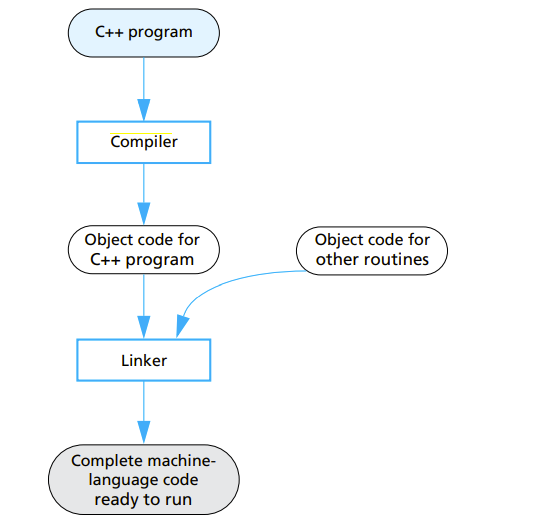 C++ program
Compiler
Object code for
C++ program
Object code for
other routines
Linker
Complete machine-
language code
ready to run